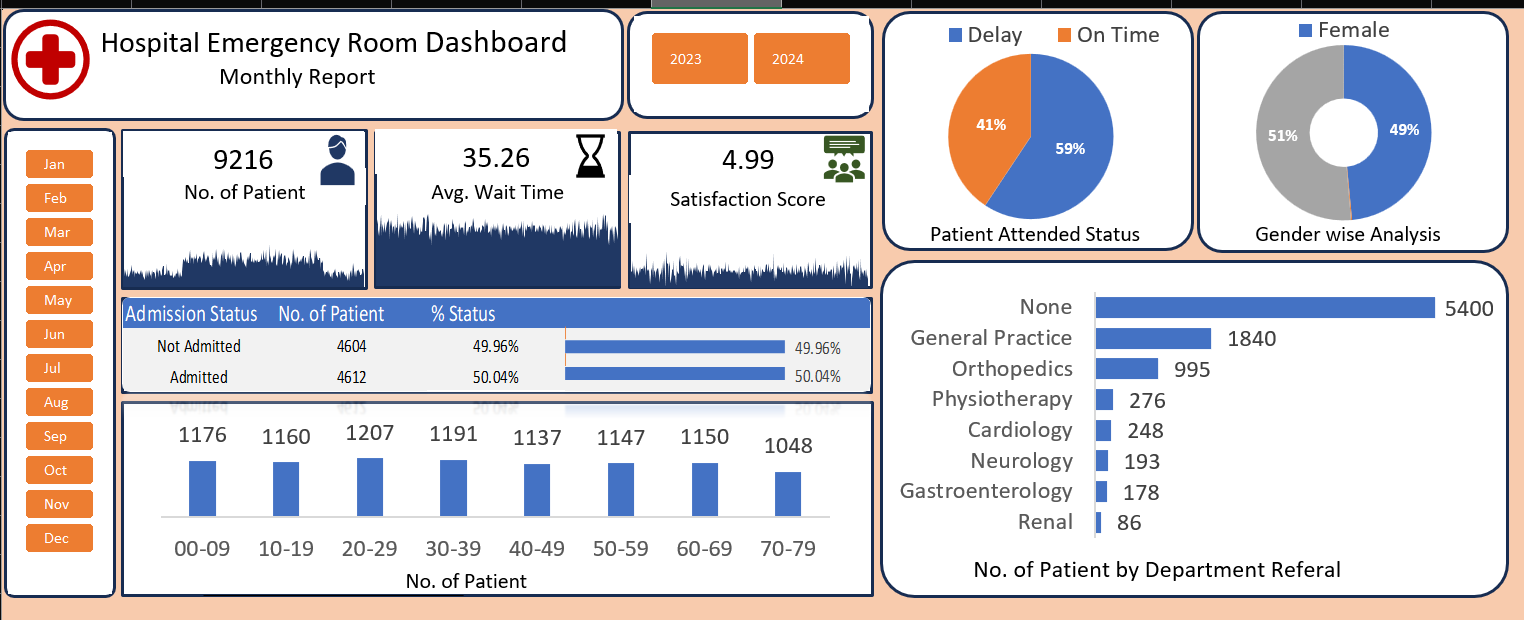 Hospital Emergency Room Dashboard
Monthly Report
2023 2024
Jan
Feb
Mar
Apr
May
Jun
Jul
Aug
Sep
Oct
Nov
Dec
9216
No. of Patient
35.26
Avg. Wait Time
4.99
Satisfaction Score
Admission Status No. of Patient % Status
Not Admitted 4604 49.96% 49.96%
Admitted 4612 50.04% 50.04%
1176 1160 1207 1191 1137 1147 1150 1048
00-09 10-19 20-29 30-39 40-49 50-59 60-69 70-79
No. of Patient
Delay On Time
41% 59%
Patient Attended Status
Female
51% 49%
Gender wise Analysis
None 5400
General Practice 1840
Orthopedics 995
Physiotherapy 276
Cardiology 248
Neurology 193
Gastroenterology 178
Renal 86
No. of Patient by Department Referal